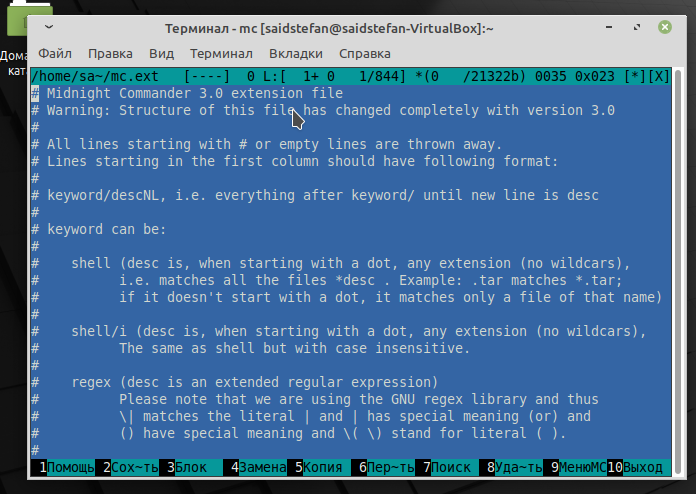 Дома
ката
Терминал - mc [saidstefan@saidstefan-VirtualBox]:~
Файл Правка Вид Терминал Вкладки Справка
/home/sa~/mc.ext [----] 0 L:[ 1+ 0 1/844] *(0 /21322b) 0035 0x023 [*][X]
# Midnight Commander 3.0 extension file
# Warning: Structure of this file has changed completely with version 3.0
#
# All lines starting with # or empty lines are thrown away.
# Lines starting in the first column should have following format:
#
# keyword/descNL, i.e. everything after keyword/ until new line is desc
#
# keyword can be:
#
#    shell (desc is, when starting with a dot, any extension (no wildcars),
#          i.e. matches all the files *desc . Example: .tar matches *.tar;
#          if it doesn't start with a dot, it matches only a file of that name)
#
#    shell/i (desc is, when starting with a dot, any extension (no wildcars),
#          The same as shell but with case insensitive.
#
#    regex (desc is an extended regular expression)
#          Please note that we are using the GNU regex library and thus
#          \| matches the literal | and | has special meaning (or) and
#          () have special meaning and \( \) stand for literal ( ).
#
1Помощь 2Сох~ть 3Блок 4Замена 5Копия 6Пер~ть 7Поиск 8Уда~ть 9МенюМС 10Выход